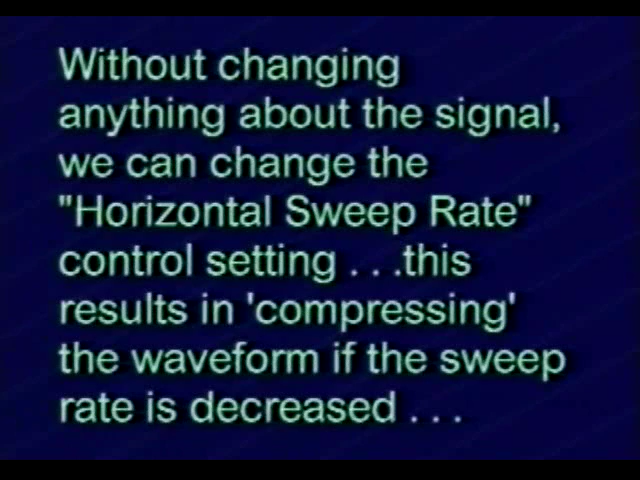 Without changing
anything about the signal,
we can change the
"Horizontal Sweep Rate"
control setting . . .this
results in 'compressing'
the waveform if the sweep
rate is decreased . . .